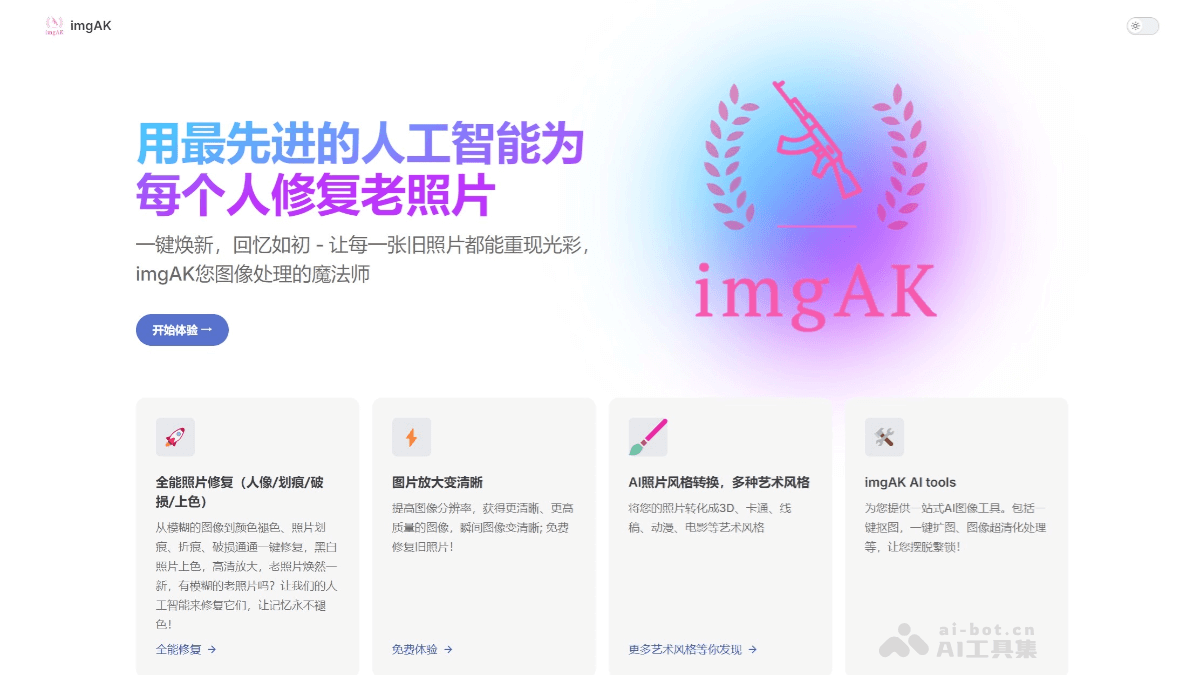 imgAK
imgAK
用最先进的人工智能为
每个人修复老照片
一键焕新，回忆如初 - 让每一张旧照片都能重现光彩，
imgAK您图像处理的魔法师
开始体验 →
imgAK
全能照片修复（人像/划痕/破
损/上色）
从模糊的图像到颜色褪色、照片划
痕、折痕、破损通通一键修复，黑白
照片上色，高清放大，老照片焕然一
新，有模糊的老照片吗？让我们的人
工智能来修复它们，让记忆永不褪
色！
全能修复 →
图片放大变清晰
提高图像分辨率，获得更清晰、更高
质量的图像，瞬间图像变清晰; 免费
修复旧照片！
免费体验 →
AI照片风格转换，多种艺术风格
将您的照片转化成3D、卡通、线
稿、动漫、电影等艺术风格
更多艺术风格等你发现 →
imgAK AI tools
为您提供一站式AI图像工具。包括一
键抠图，一键扩图、图像超清化处理
等，让您摆脱繁锁！
ai-bot.cn
AI工具集